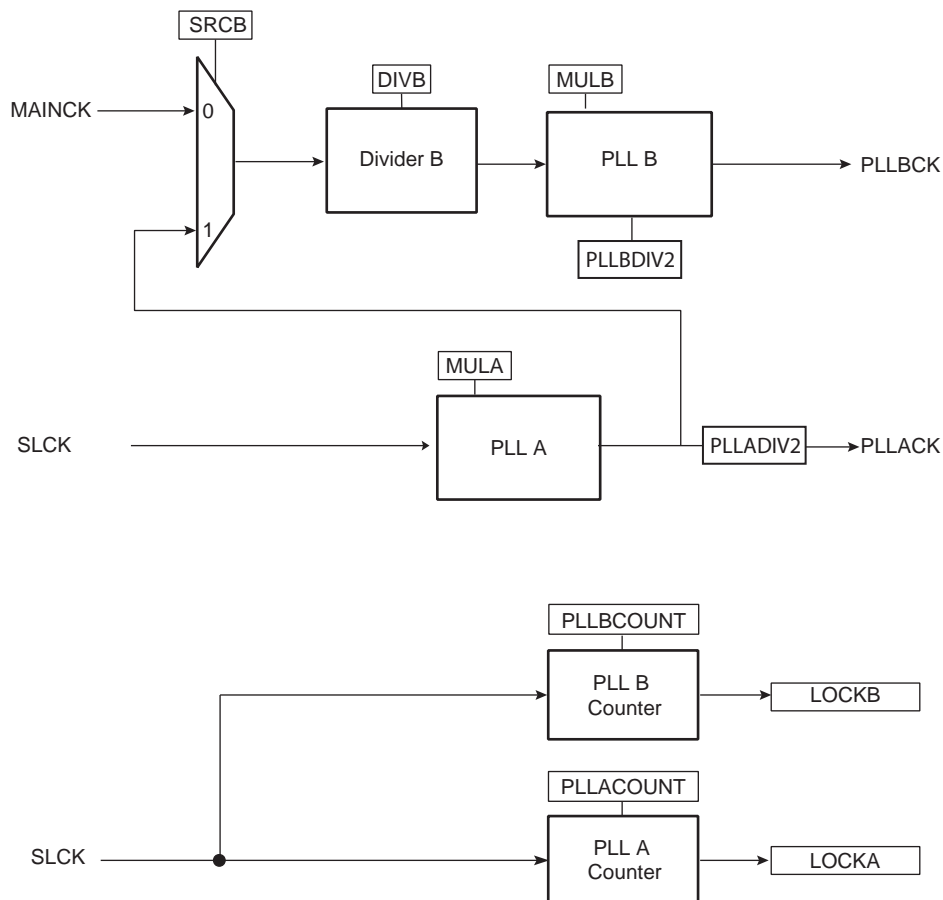 SRCB
DIVB
MULB
MAINCK
0
Divider B
PLL B
PLLBCK
1
PLLBDIV2
MULA
SLCK
PLL A
PLLADIV2
PLLACK
PLLBCOUNT
PLL B
Counter
LOCKB
PLLACOUNT
SLCK
PLL A
Counter
LOCKA